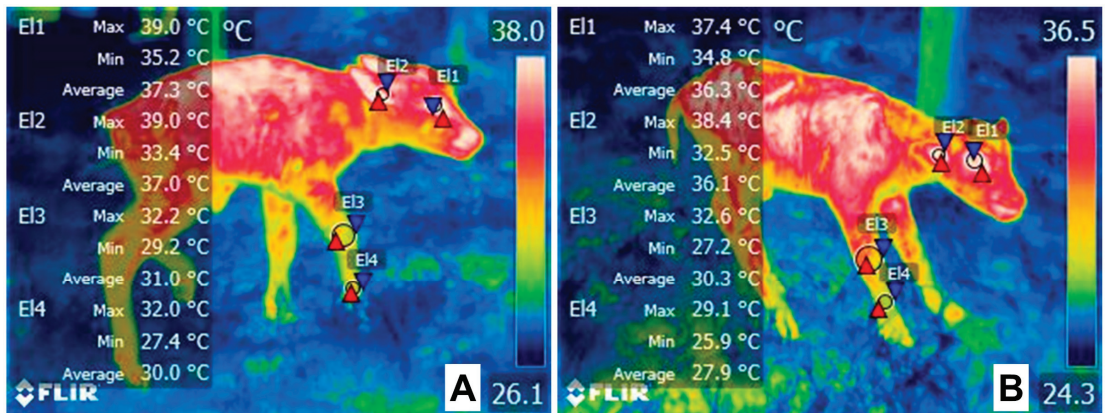 El1 Max 39.0 °C °C 38.0
Min 35.2 °C
Average 37.3 °C
El2 Max 39.0 °C
Min 33.4 °C
Average 37.0 °C
El3 Max 32.2 °C
Min 29.2 °C
Average 31.0 °C
El4 Max 32.0 °C
Min 27.4 °C
Average 30.0 °C
El2
El1
El3
El4
FLIR A 26.1
El1 Max 37.4 °C °C 36.5
Min 34.8 °C
Average 36.3 °C
El2 Max 38.4 °C
Min 32.5 °C
Average 36.1 °C
El3 Max 32.6 °C
Min 27.2 °C
Average 30.3 °C
El4 Max 29.1 °C
Min 25.9 °C
Average 27.9 °C
El2 El1
El3
El4
FLIR B 24.3